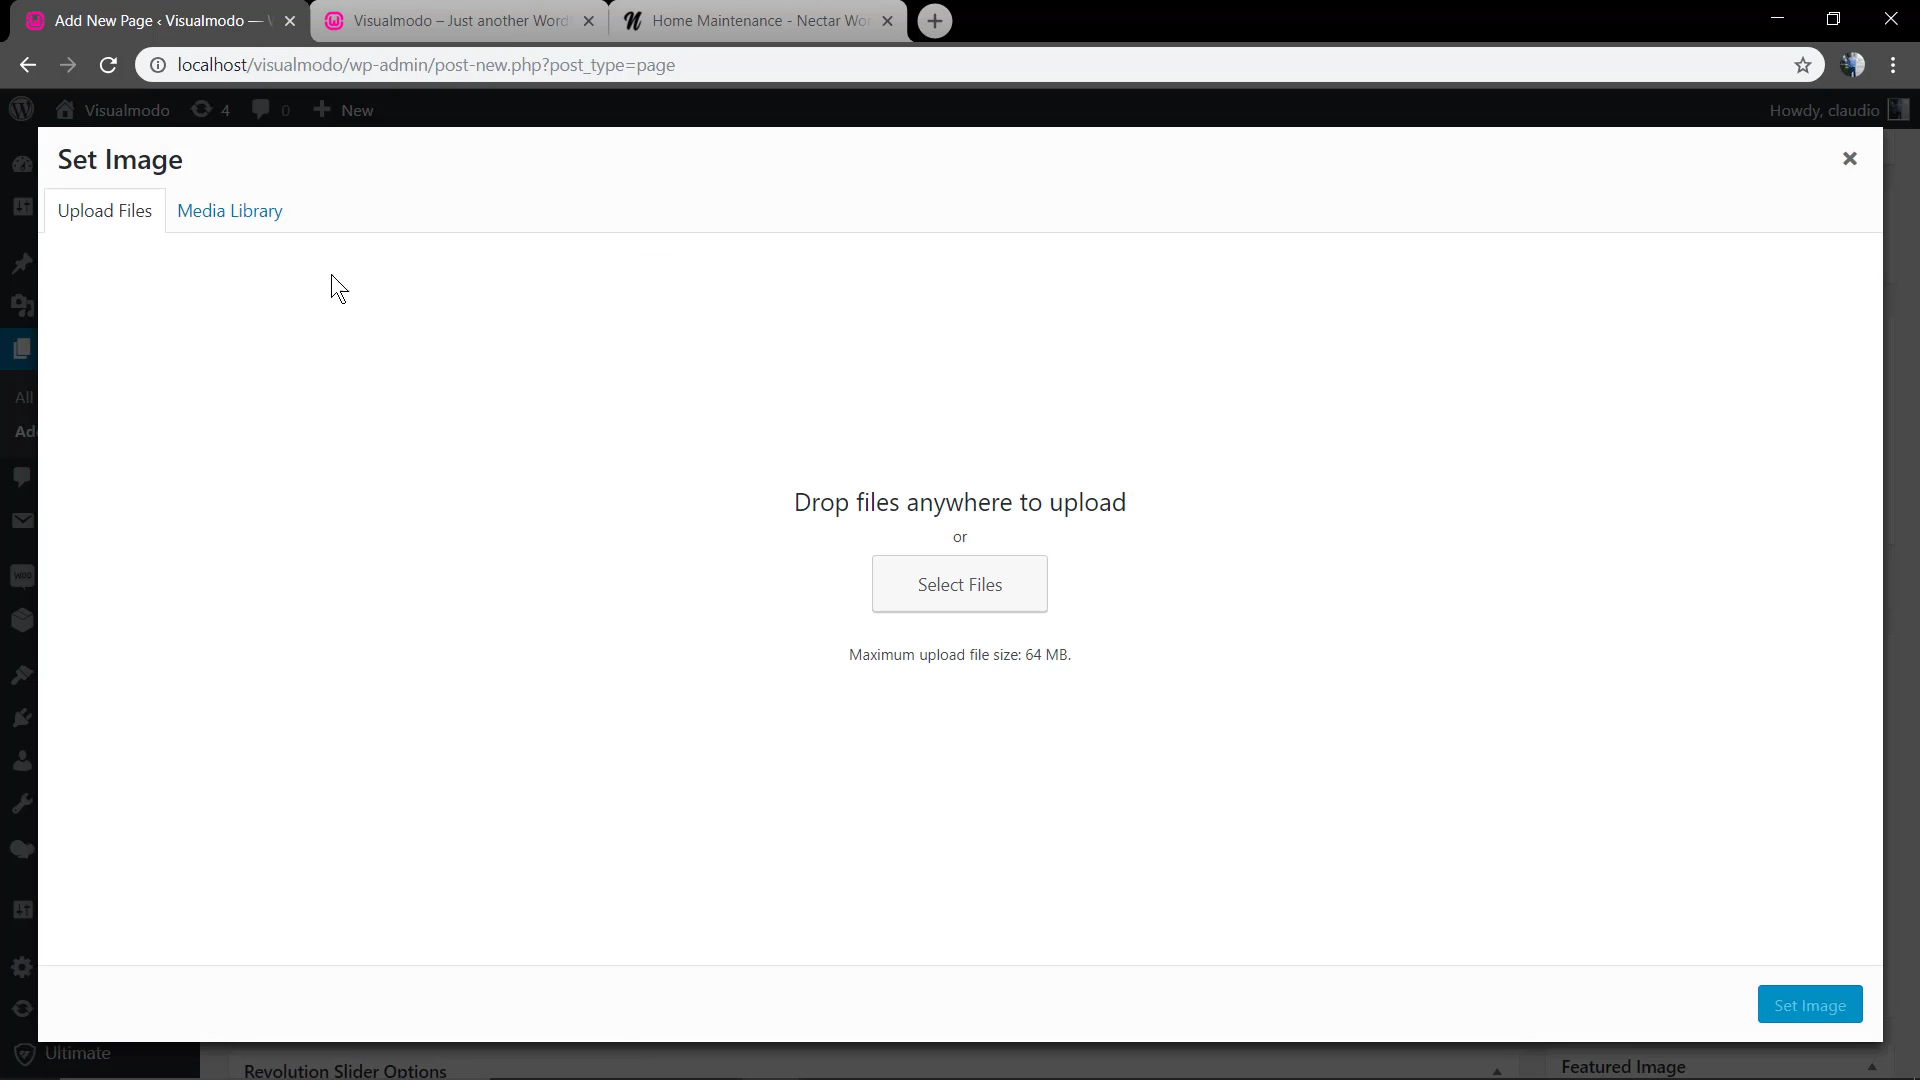 Add New Page ‹ Visualmodo —
Visualmodo – Just another Word
Home Maintenance - Nectar Wor
localhost/visualmodo/wp-admin/post-new.php?post_type=page
Visualmodo 4 0 New
Howdy, claudio
Set Image
Upload Files
Media Library
All
Ad
Drop files anywhere to upload
or
Select Files
Maximum upload file size: 64 MB.
Set Image
Ultimate
Revolution Slider Options
Featured Image